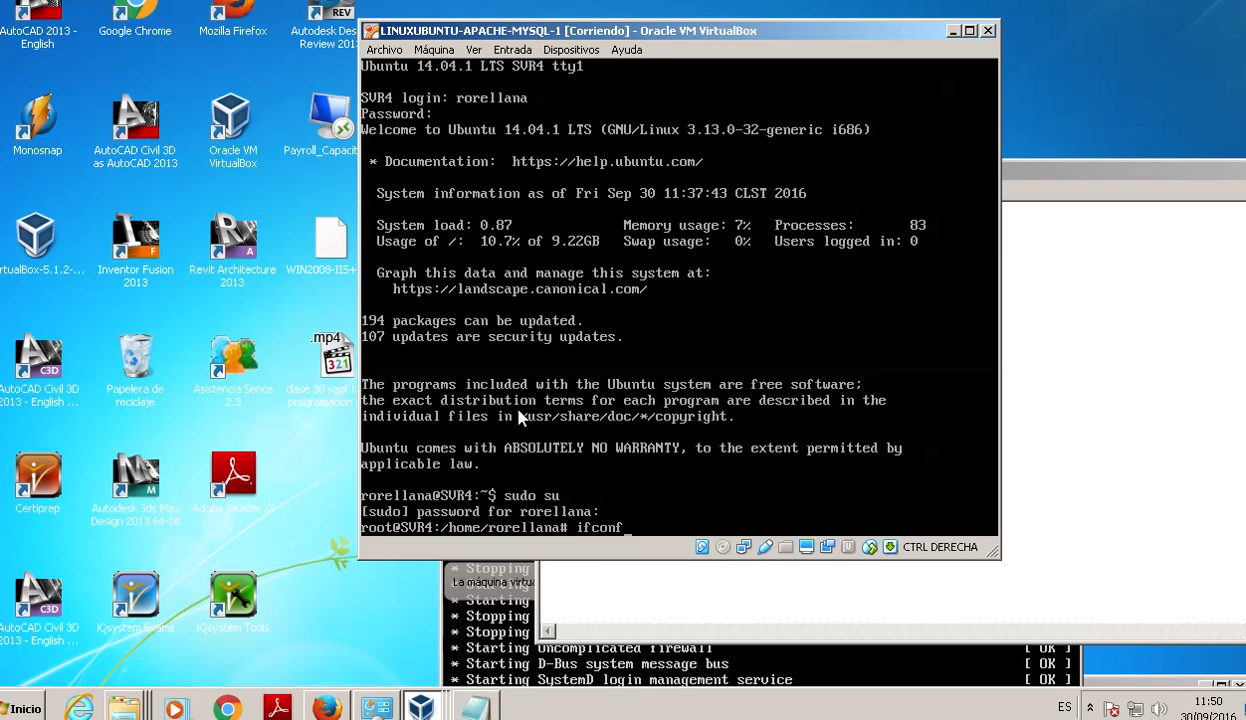 AutoCAD 2013 -
English
Google Chrome
Mozilla Firefox
REV
Autodesk Des
Review 201
Monosnap
AutoCAD Civil 3D
as AutoCAD 2013
Oracle VM
VirtualBox
Payroll_Capacit
rtualBox-5.1.2-...
Inventor Fusion
2013
Revit Architecture
2013
WIN2008-IIS+
AutoCAD Civil 3D
2013 - English ...
Papelera de
reciclaje
Asistencia Sence
2.3
.mp4
321
clase 30 sept
programacion
Certiprep
Autodesk 3ds Max
Design 2013 64-bit
Adobe Reader XI
AutoCAD Civil 3D
2013 - English ...
iQsystem Exams
iQsystem Tools
LINUXUBUNTU-APACHE-MYSQL-1 [Corriendo] - Oracle VM VirtualBox
Archivo Máquina Ver Entrada Dispositivos Ayuda
Ubuntu 14.04.1 LTS SVR4 tty1
SVR4 login: rorellana
Password:
Welcome to Ubuntu 14.04.1 LTS (GNU/Linux 3.13.0-32-generic i686)
* Documentation: https://help.ubuntu.com/
System information as of Fri Sep 30 11:37:43 CLST 2016
System load: 0.87 Memory usage: 7% Processes: 83
Usage of /: 10.7% of 9.22GB Swap usage: 0% Users logged in: 0
Graph this data and manage this system at:
https://landscape.canonical.com/
194 packages can be updated.
107 updates are security updates.
The programs included with the Ubuntu system are free software;
the exact distribution terms for each program are described in the
individual files in /usr/share/doc/*/copyright.
Ubuntu comes with ABSOLUTELY NO WARRANTY, to the extent permitted by
applicable law.
rorellana@SVR4:~$ sudo su
[sudo] password for rorellana:
root@SVR4:/home/rorellana# ifconf_
CTRL DERECHA
* Stopping
La máquina virtu
* Starting
* Stopping
* Stopping
* Starting Uncomplicated firewall [ OK ]
* Starting D-Bus system message bus [ OK ]
* Starting SystemD login management service [ OK ]
Inicio
ES
11:50
30/09/2016